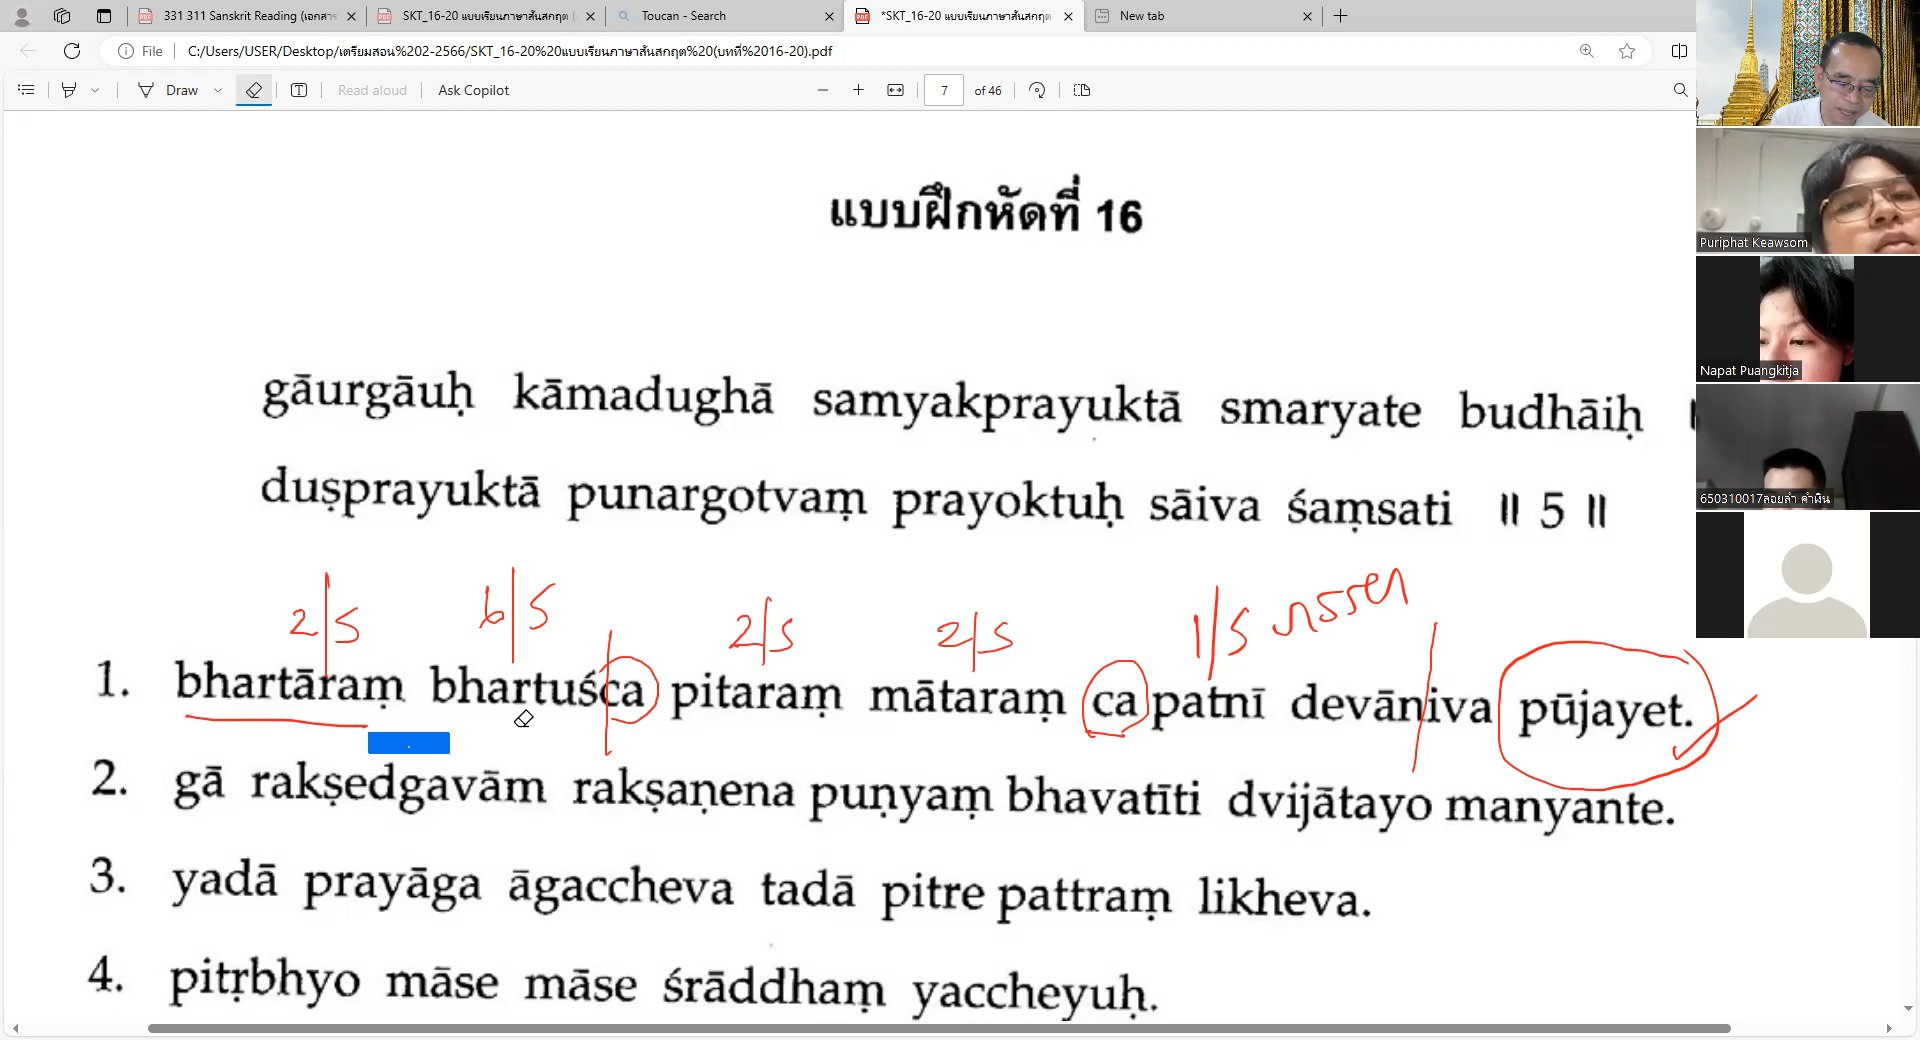 331 311 Sanskrit Reading (เอกสาร
SKT_16-20 แบบเรียนภาษาสันสกฤต (
Toucan - Search
*SKT_16-20 แบบเรียนภาษาสันสกฤต
New tab
File
C:/Users/USER/Desktop/เตรียมสอน%202-2566/SKT_16-20%20แบบเรียนภาษาสันสกฤต%20(บทที่%2016-20).pdf
Draw
Read aloud
Ask Copilot
7 of 46
แบบฝึกหัดที่ 16
gāurgāuḥ kāmadughā samyakprayuktā smaryate budhāiḥ
duṣprayuktā punargotvaṃ prayoktuḥ sāiva śaṃsati ॥ 5 ॥
2|S 6|S 2|S 2|S 1|S ภรรยา
1. bhartāraṃ bhartuśca pitaraṃ mātaraṃ ca patnī devāniva pūjayet.
2. gā rakṣedgavām rakṣaṇena puṇyaṃ bhavatīti dvijātayo manyante.
3. yadā prayāga āgaccheva tadā pitre pattraṃ likheva.
4. pitṛbhyo māse māse śrāddhaṃ yaccheyuḥ.
Puriphat Keawsom
Napat Puangkitja
650310017ลอยลำ คำผิน